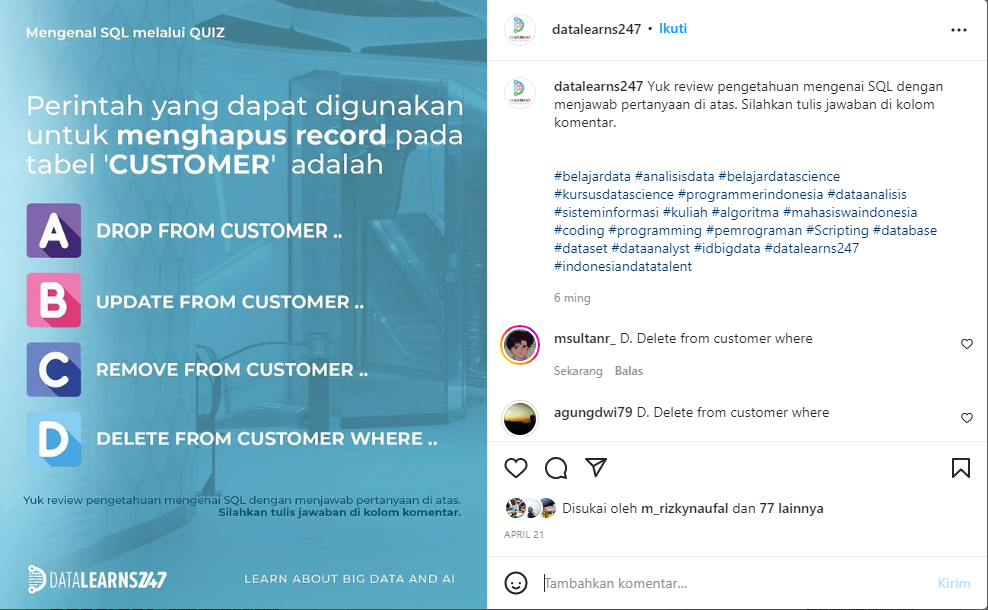 Mengenal SQL melalui QUIZ
Perintah yang dapat digunakan
untuk menghapus record pada
tabel 'CUSTOMER' adalah
A DROP FROM CUSTOMER ..
B UPDATE FROM CUSTOMER ..
C REMOVE FROM CUSTOMER ..
D DELETE FROM CUSTOMER WHERE ..
Yuk review pengetahuan mengenai SQL dengan menjawab pertanyaan di atas.
Silahkan tulis jawaban di kolom komentar.
DATALEARNS247
LEARN ABOUT BIG DATA AND AI
datalearns247 • Ikuti
datalearns247 Yuk review pengetahuan mengenai SQL dengan
menjawab pertanyaan di atas. Silahkan tulis jawaban di kolom
komentar.
#belajardata #analisisdata #belajardatascience
#kursusdatascience #programmerindonesia #dataanalisis
#sisteminformasi #kuliah #algoritma #mahasiswaindonesia
#coding #programming #pemrograman #Scripting #database
#dataset #dataanalyst #idbigdata #datalearns247
#indonesiandatatalent
6 ming
msultanr_ D. Delete from customer where
Sekarang Balas
agungdwi79 D. Delete from customer where
Disukai oleh m_rizkynaufal dan 77 lainnya
APRIL 21
Tambahkan komentar...
Kirim